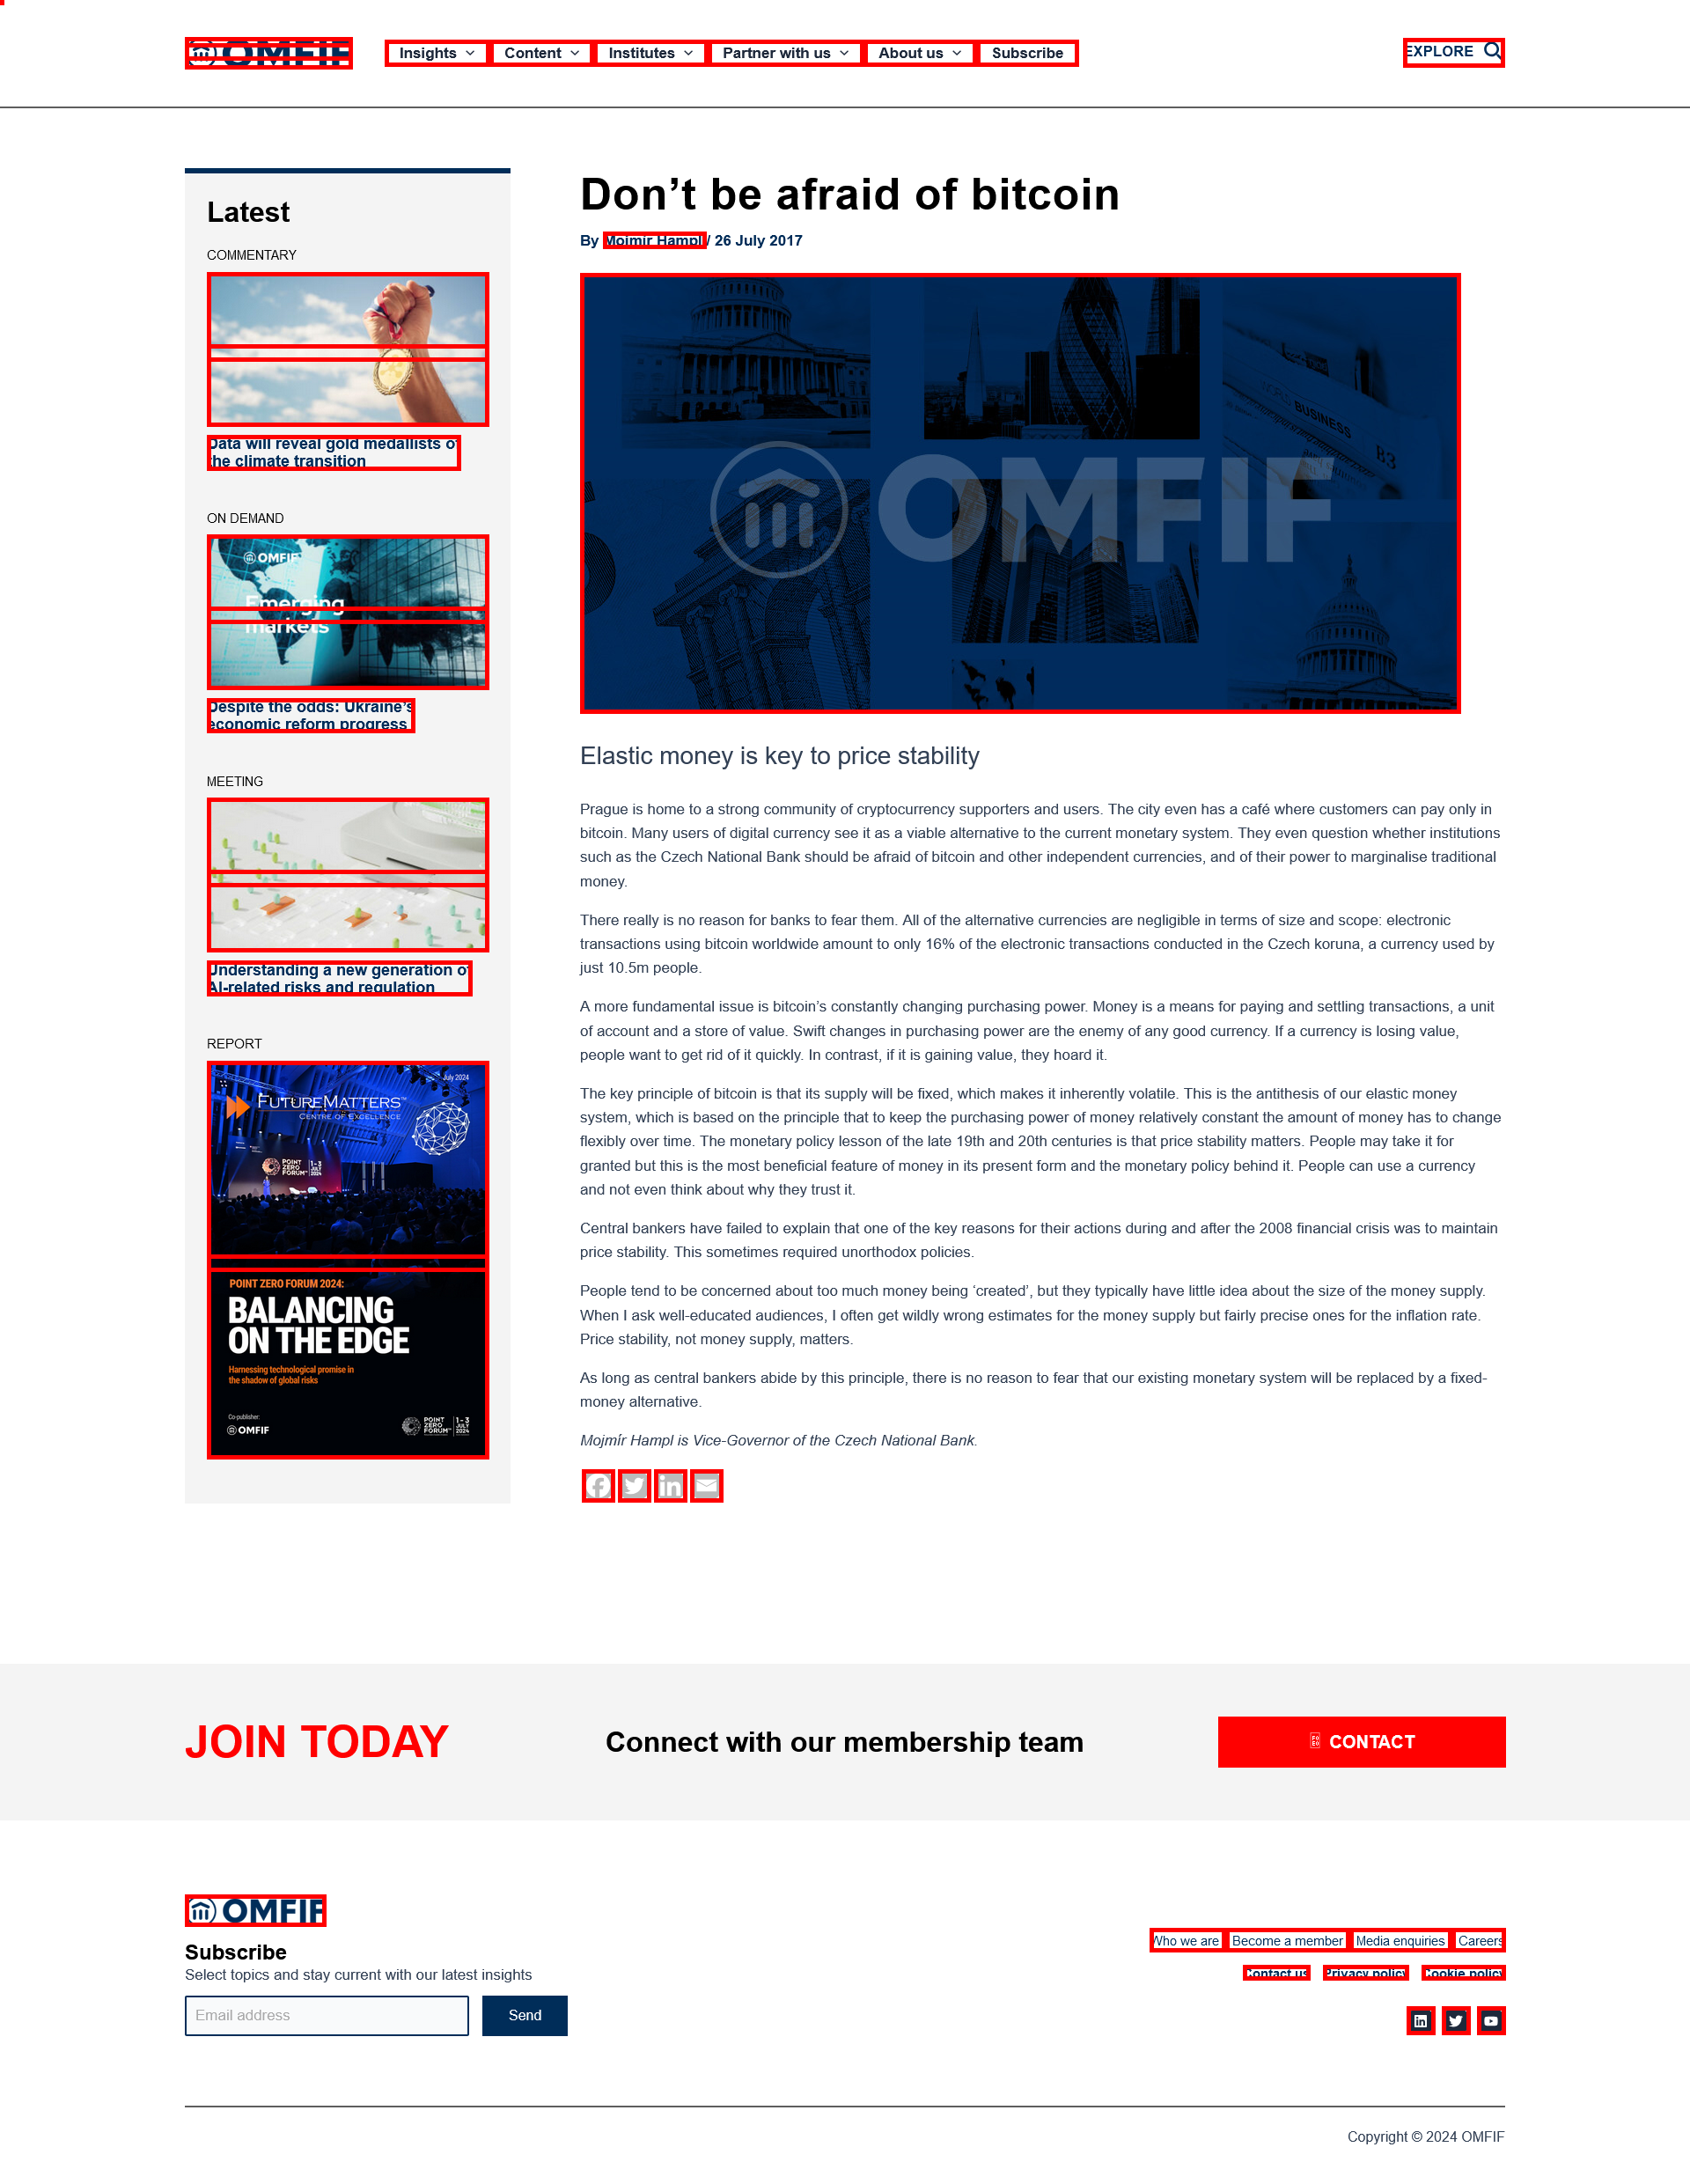 OMFIF
Insights
Content
Institutes
Partner with us
About us
Subscribe
EXPLORE
Latest
COMMENTARY
Data will reveal gold medallists of
the climate transition
ON DEMAND
OMFIF
Emerging
markets
Despite the odds: Ukraine's
economic reform progress
MEETING
Understanding a new generation of
AI-related risks and regulation
REPORT
July 2024
FUTUREMATTERS™
CENTRE OF EXCELLENCE
POINT
ZERO
FORUM
1-3
JULY
2024
POINT ZERO FORUM 2024:
BALANCING
ON THE EDGE
Harnessing technological promise in
the shadow of global risks
Co-publisher:
OMFIF
POINT
ZERO
FORUM™
1-3
JULY
2024
Don’t be afraid of bitcoin
By Mojmír Hampl / 26 July 2017
BUSINESS
B3
OMFIF
Elastic money is key to price stability
Prague is home to a strong community of cryptocurrency supporters and users. The city even has a café where customers can pay only in
bitcoin. Many users of digital currency see it as a viable alternative to the current monetary system. They even question whether institutions
such as the Czech National Bank should be afraid of bitcoin and other independent currencies, and of their power to marginalise traditional
money.
There really is no reason for banks to fear them. All of the alternative currencies are negligible in terms of size and scope: electronic
transactions using bitcoin worldwide amount to only 16% of the electronic transactions conducted in the Czech koruna, a currency used by
just 10.5m people.
A more fundamental issue is bitcoin’s constantly changing purchasing power. Money is a means for paying and settling transactions, a unit
of account and a store of value. Swift changes in purchasing power are the enemy of any good currency. If a currency is losing value,
people want to get rid of it quickly. In contrast, if it is gaining value, they hoard it.
The key principle of bitcoin is that its supply will be fixed, which makes it inherently volatile. This is the antithesis of our elastic money
system, which is based on the principle that to keep the purchasing power of money relatively constant the amount of money has to change
flexibly over time. The monetary policy lesson of the late 19th and 20th centuries is that price stability matters. People may take it for
granted but this is the most beneficial feature of money in its present form and the monetary policy behind it. People can use a currency
and not even think about why they trust it.
Central bankers have failed to explain that one of the key reasons for their actions during and after the 2008 financial crisis was to maintain
price stability. This sometimes required unorthodox policies.
People tend to be concerned about too much money being ‘created’, but they typically have little idea about the size of the money supply.
When I ask well-educated audiences, I often get wildly wrong estimates for the money supply but fairly precise ones for the inflation rate.
Price stability, not money supply, matters.
As long as central bankers abide by this principle, there is no reason to fear that our existing monetary system will be replaced by a fixed-
money alternative.
Mojmír Hampl is Vice-Governor of the Czech National Bank.
JOIN TODAY
Connect with our membership team
CONTACT
OMFIF
Subscribe
Select topics and stay current with our latest insights
Email address
Send
Who we are
Become a member
Media enquiries
Careers
Contact us
Privacy policy
Cookie policy
Copyright © 2024 OMFIF